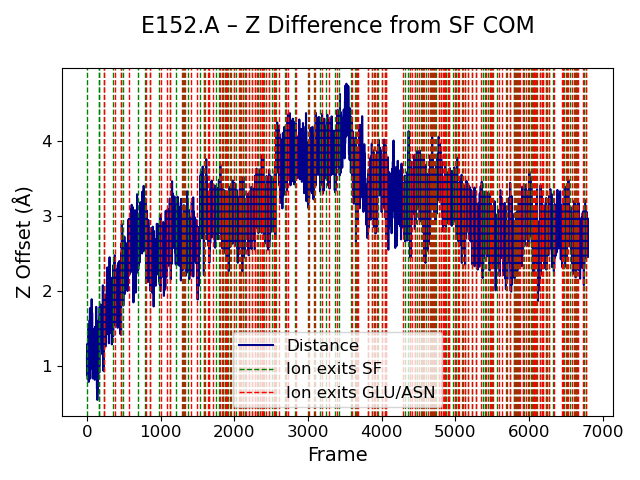 E152.A – Z Difference from SF COM
Z Offset (Å)
4
3
2
1
Distance
Ion exits SF
Ion exits GLU/ASN
0 1000 2000 3000 4000 5000 6000 7000
Frame